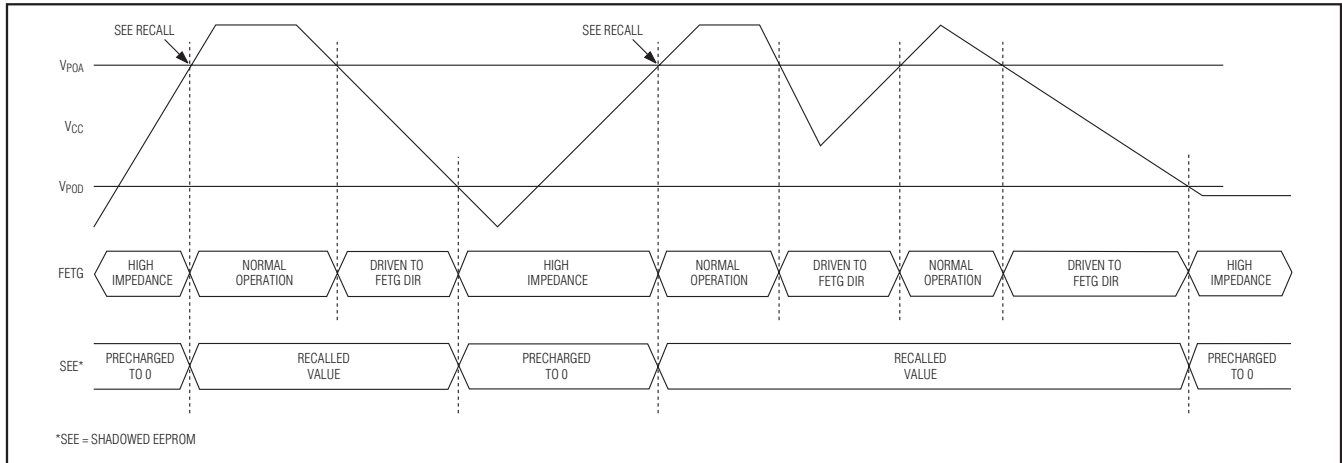 SEE RECALL
SEE RECALL
VPOA
VCC
VPOD
FETG
HIGH
IMPEDANCE
NORMAL
OPERATION
DRIVEN TO
FETG DIR
HIGH
IMPEDANCE
NORMAL
OPERATION
DRIVEN TO
FETG DIR
NORMAL
OPERATION
DRIVEN TO
FETG DIR
HIGH
IMPEDANCE
SEE*
PRECHARGED
TO 0
RECALLED
VALUE
PRECHARGED
TO 0
RECALLED
VALUE
PRECHARGED
TO 0
*SEE = SHADOWED EEPROM